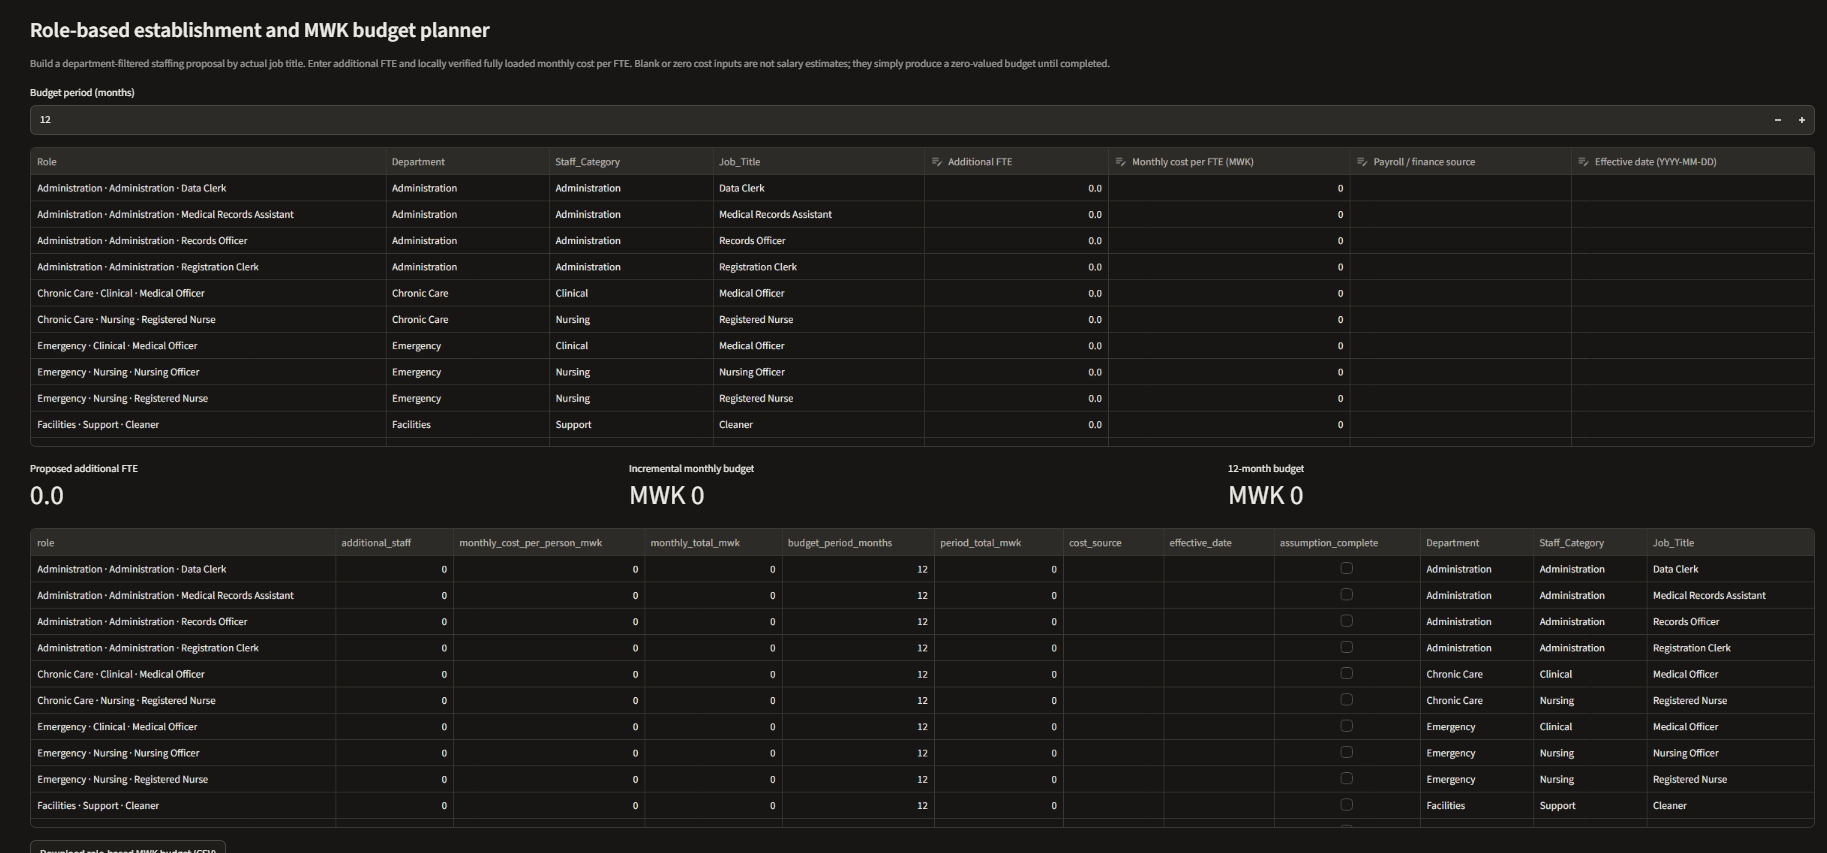 Role-based establishment and MWK budget planner
Build a department-filtered staffing proposal by actual job title. Enter additional FTE and locally verified fully loaded monthly cost per FTE. Blank or zero cost inputs are not salary estimates; they simply produce a zero-valued budget until completed.
Budget period (months)
12 − +
Role Department Staff_Category Job_Title Additional FTE Monthly cost per FTE (MWK) Payroll / finance source Effective date (YYYY-MM-DD)
Administration · Administration · Data Clerk Administration Administration Data Clerk 0.0 0
Administration · Administration · Medical Records Assistant Administration Administration Medical Records Assistant 0.0 0
Administration · Administration · Records Officer Administration Administration Records Officer 0.0 0
Administration · Administration · Registration Clerk Administration Administration Registration Clerk 0.0 0
Chronic Care · Clinical · Medical Officer Chronic Care Clinical Medical Officer 0.0 0
Chronic Care · Nursing · Registered Nurse Chronic Care Nursing Registered Nurse 0.0 0
Emergency · Clinical · Medical Officer Emergency Clinical Medical Officer 0.0 0
Emergency · Nursing · Nursing Officer Emergency Nursing Nursing Officer 0.0 0
Emergency · Nursing · Registered Nurse Emergency Nursing Registered Nurse 0.0 0
Facilities · Support · Cleaner Facilities Support Cleaner 0.0 0
Proposed additional FTE Incremental monthly budget 12-month budget
0.0 MWK 0 MWK 0
role additional_staff monthly_cost_per_person_mwk monthly_total_mwk budget_period_months period_total_mwk cost_source effective_date assumption_complete Department Staff_Category Job_Title
Administration · Administration · Data Clerk 0 0 0 12 0 Administration Administration Data Clerk
Administration · Administration · Medical Records Assistant 0 0 0 12 0 Administration Administration Medical Records Assistant
Administration · Administration · Records Officer 0 0 0 12 0 Administration Administration Records Officer
Administration · Administration · Registration Clerk 0 0 0 12 0 Administration Administration Registration Clerk
Chronic Care · Clinical · Medical Officer 0 0 0 12 0 Chronic Care Clinical Medical Officer
Chronic Care · Nursing · Registered Nurse 0 0 0 12 0 Chronic Care Nursing Registered Nurse
Emergency · Clinical · Medical Officer 0 0 0 12 0 Emergency Clinical Medical Officer
Emergency · Nursing · Nursing Officer 0 0 0 12 0 Emergency Nursing Nursing Officer
Emergency · Nursing · Registered Nurse 0 0 0 12 0 Emergency Nursing Registered Nurse
Facilities · Support · Cleaner 0 0 0 12 0 Facilities Support Cleaner
Download role-based MWK budget (CSV)